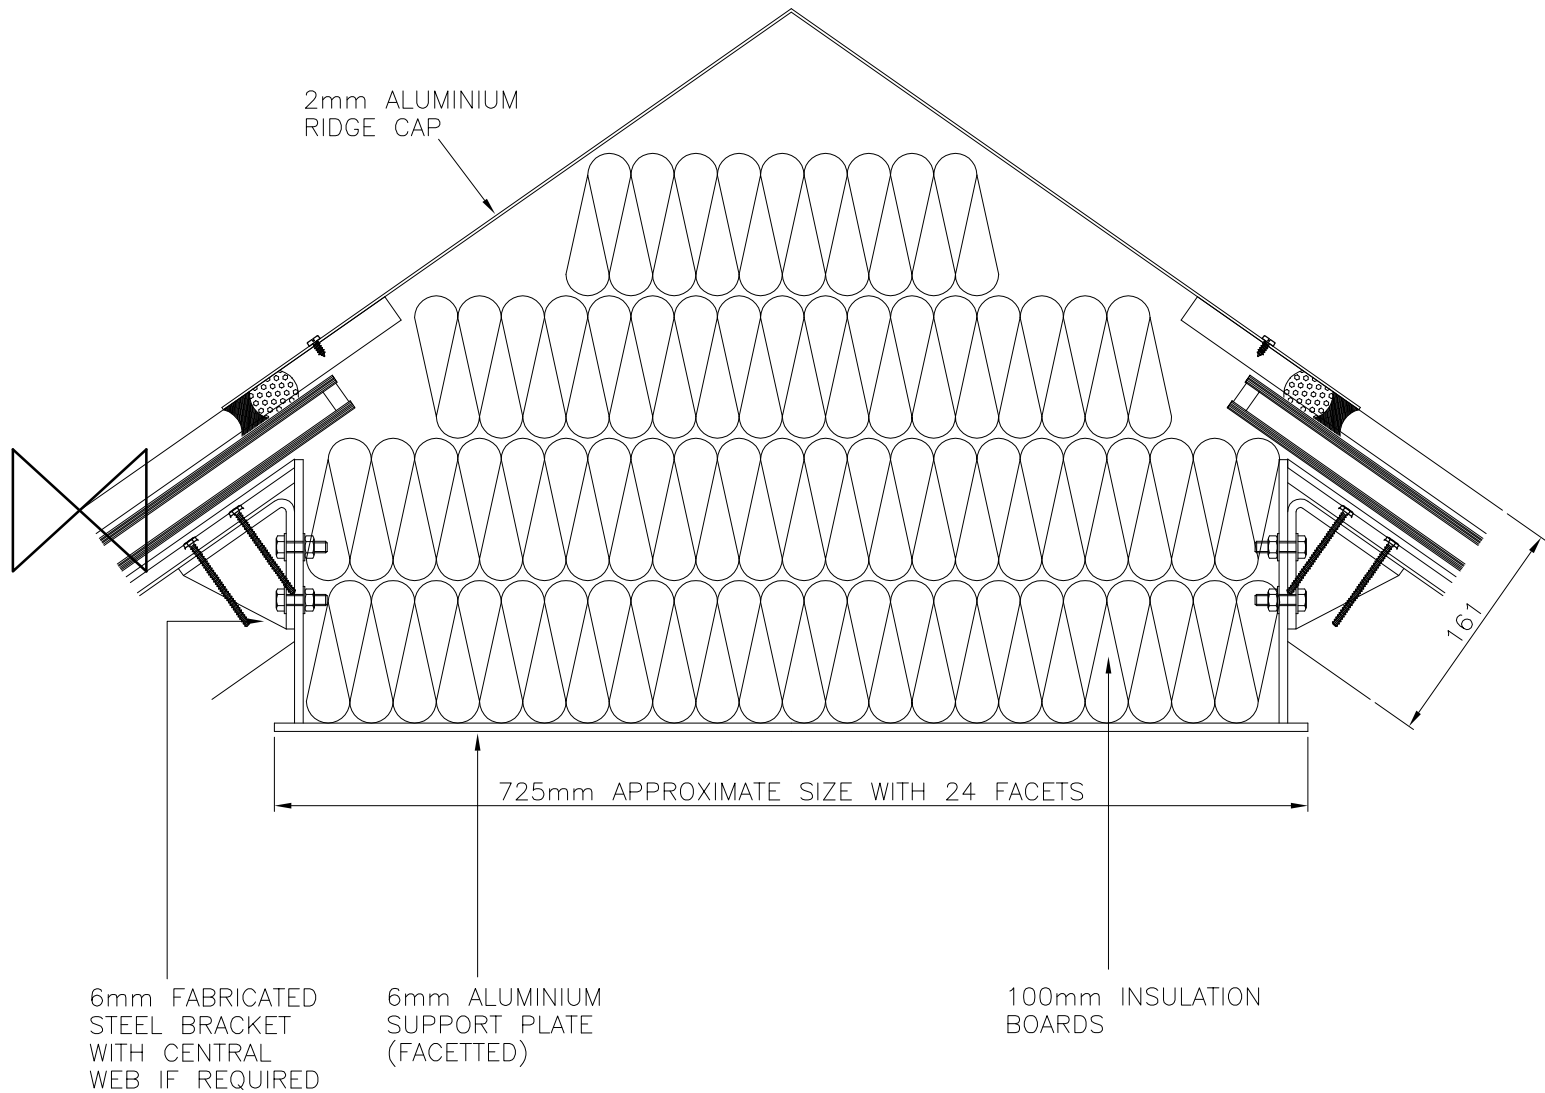 2mm ALUMINIUM
RIDGE CAP
161
725mm APPROXIMATE SIZE WITH 24 FACETS
6mm FABRICATED
STEEL BRACKET
WITH CENTRAL
WEB IF REQUIRED
6mm ALUMINIUM
SUPPORT PLATE
(FACETTED)
100mm INSULATION
BOARDS